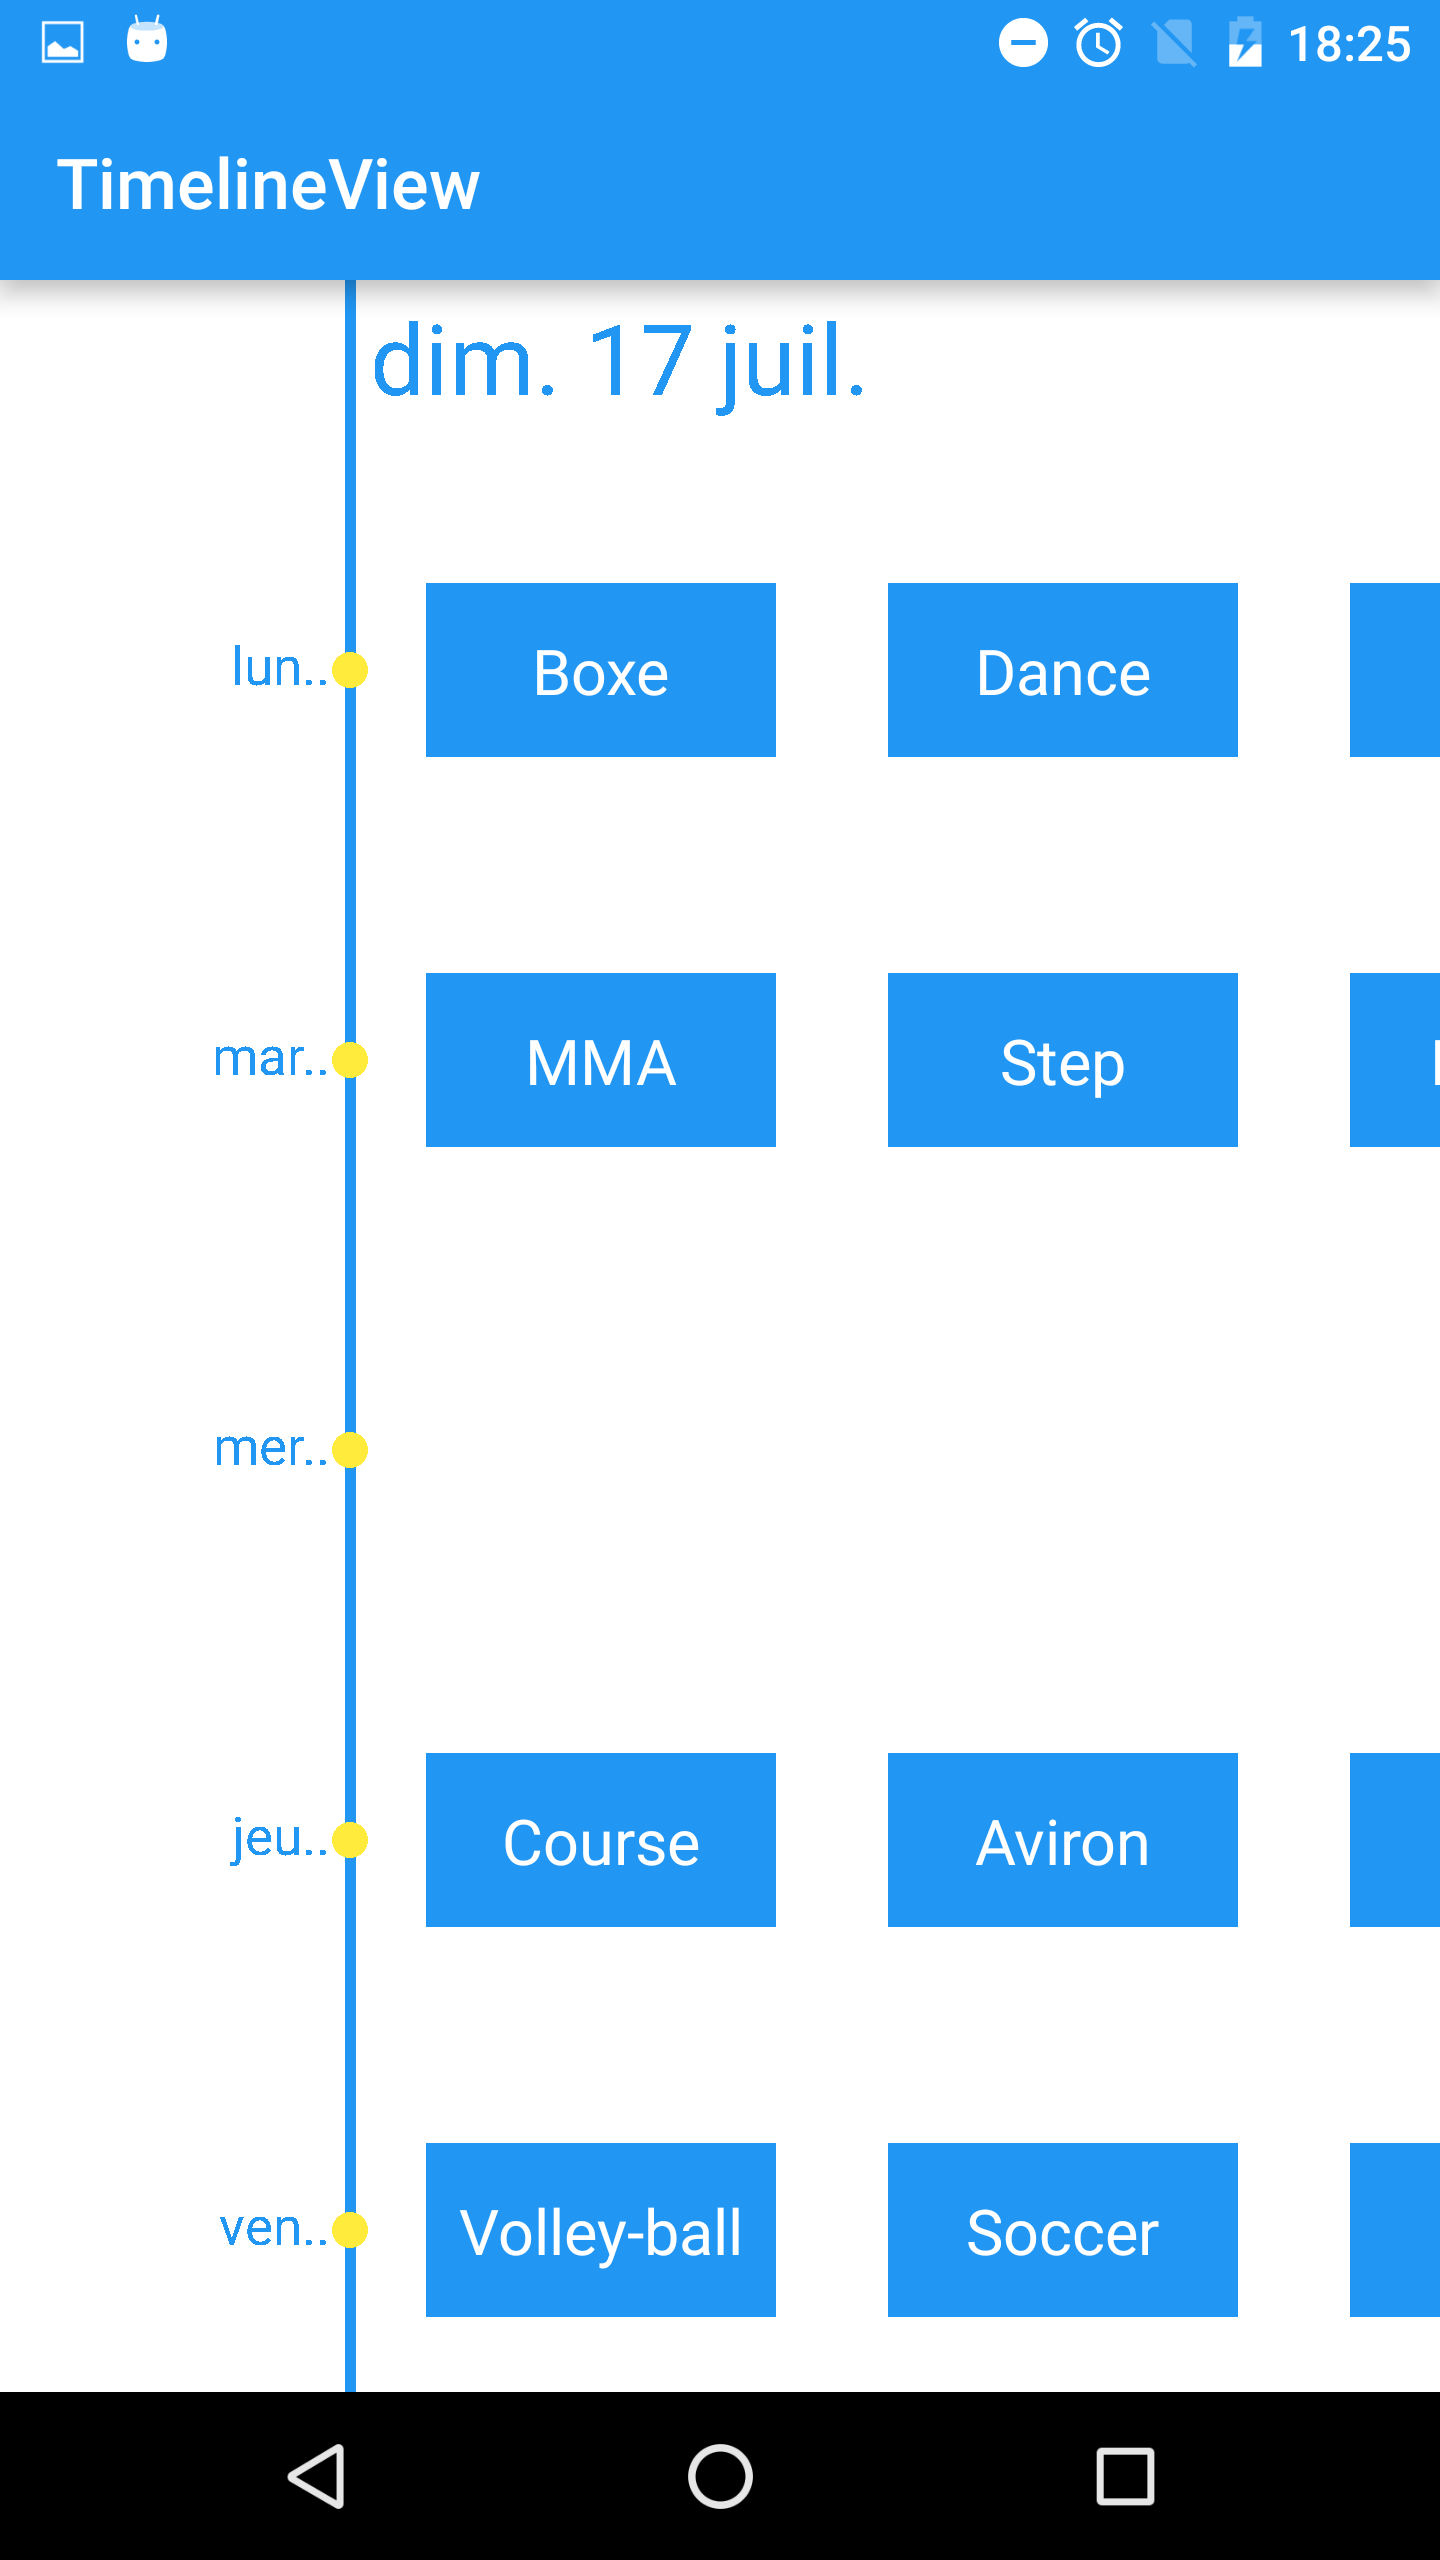 18:25
TimelineView
dim. 17 juil.
lun.. Boxe Dance
mar.. MMA Step
mer..
jeu.. Course Aviron
ven.. Volley-ball Soccer